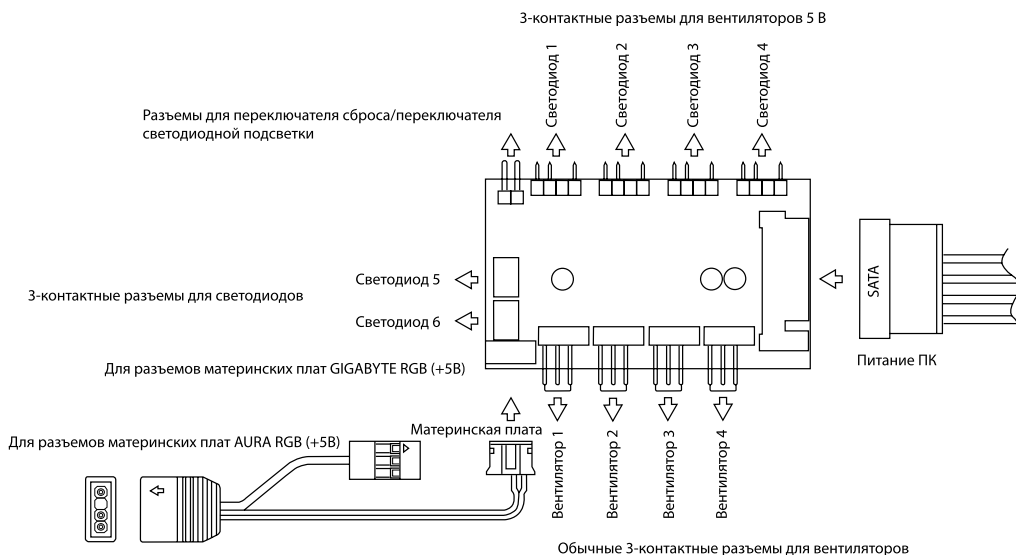 3-контактные разъемы для вентиляторов 5 В
Светодиод 1
Светодиод 2
Светодиод 3
Светодиод 4
Разъемы для переключателя сброса/переключателя
светодиодной подсветки
Светодиод 5
3-контактные разъемы для светодиодов
Светодиод 6
SATA
Питание ПК
Для разъемов материнских плат GIGABYTE RGB (+5В)
Материнская плата
Для разъемов материнских плат AURA RGB (+5В)
Вентилятор 1
Вентилятор 2
Вентилятор 3
Вентилятор 4
Обычные 3-контактные разъемы для вентиляторов